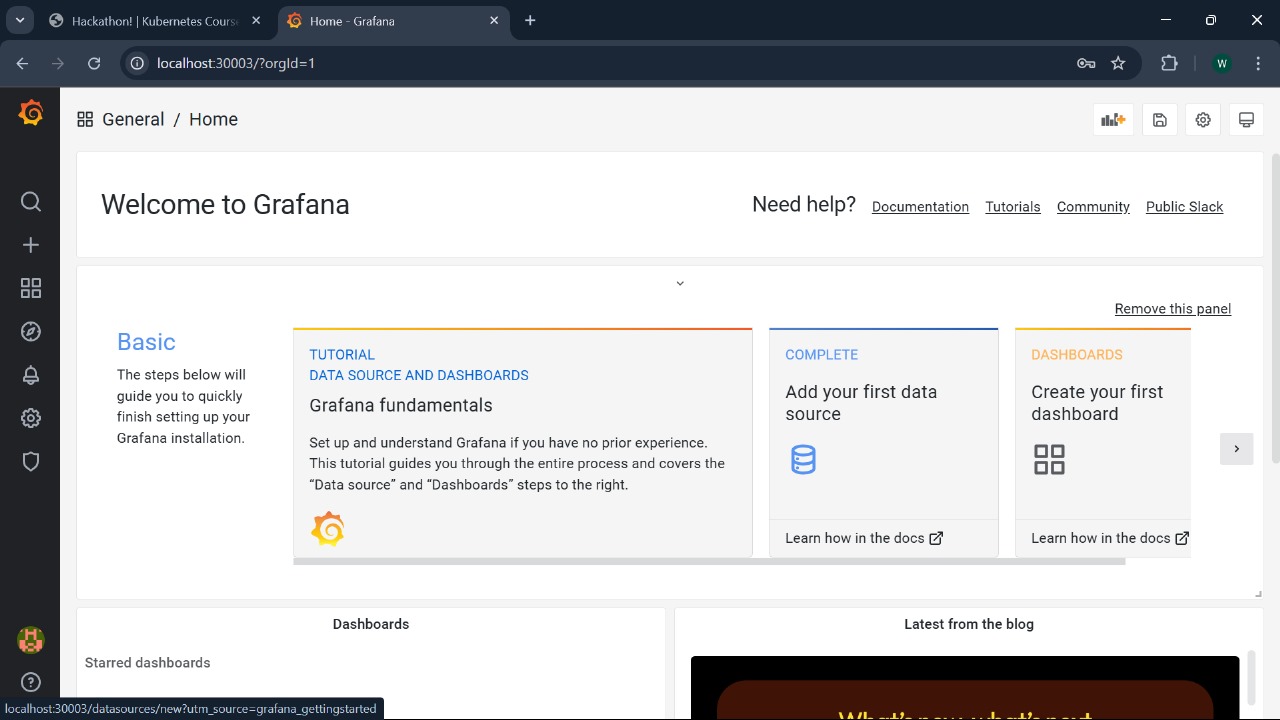 Hackathon! | Kubernetes Course
Home - Grafana
localhost:30003/?orgId=1
W
General / Home
Welcome to Grafana
Need help? Documentation Tutorials Community Public Slack
Remove this panel
Basic
The steps below will
guide you to quickly
finish setting up your
Grafana installation.
TUTORIAL
DATA SOURCE AND DASHBOARDS
Grafana fundamentals
Set up and understand Grafana if you have no prior experience.
This tutorial guides you through the entire process and covers the
“Data source” and “Dashboards” steps to the right.
COMPLETE
Add your first data
source
Learn how in the docs
DASHBOARDS
Create your first
dashboard
Learn how in the docs
Dashboards
Starred dashboards
Latest from the blog
What's new, what's next
localhost:30003/datasources/new?utm_source=grafana_gettingstarted